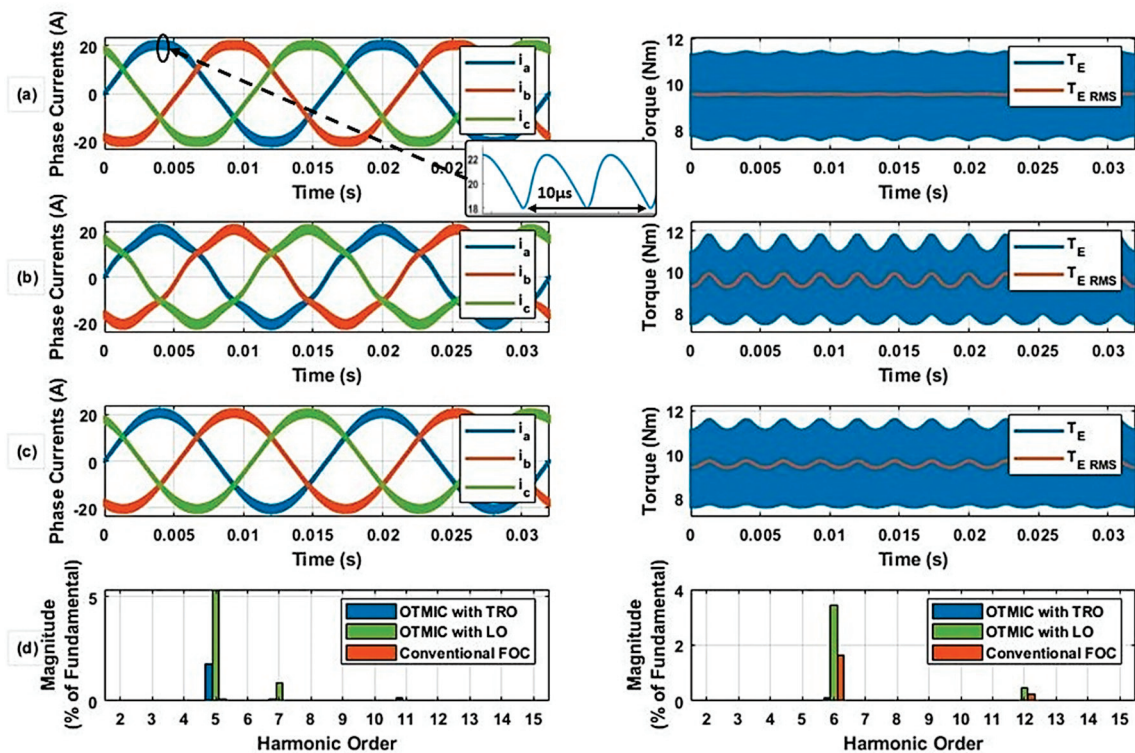 (a)
Phase Currents (A)
20
0
-20
0 0.005 0.01 0.015 0.02 0.03
Time (s)
i_a
i_b
i_c
22
20
18
10μs
Torque (Nm)
12
10
8
0 0.005 0.01 0.015 0.02 0.025 0.03
Time (s)
T_E
T_E RMS
(b)
Phase Currents (A)
20
0
-20
0 0.005 0.01 0.015 0.02 0.025 0.03
Time (s)
i_a
i_b
i_c
Torque (Nm)
12
10
8
0 0.005 0.01 0.015 0.02 0.025 0.03
Time (s)
T_E
T_E RMS
(c)
Phase Currents (A)
20
0
-20
0 0.005 0.01 0.015 0.02 0.025 0.03
Time (s)
i_a
i_b
i_c
Torque (Nm)
12
10
8
0 0.005 0.01 0.015 0.02 0.025 0.03
Time (s)
T_E
T_E RMS
(d)
Magnitude
(% of Fundamental)
5
0
2 3 4 5 6 7 8 9 10 11 12 13 14 15
Harmonic Order
OTMIC with TRO
OTMIC with LO
Conventional FOC
Magnitude
(% of Fundamental)
4
2
0
2 3 4 5 6 7 8 9 10 11 12 13 14 15
Harmonic Order
OTMIC with TRO
OTMIC with LO
Conventional FOC